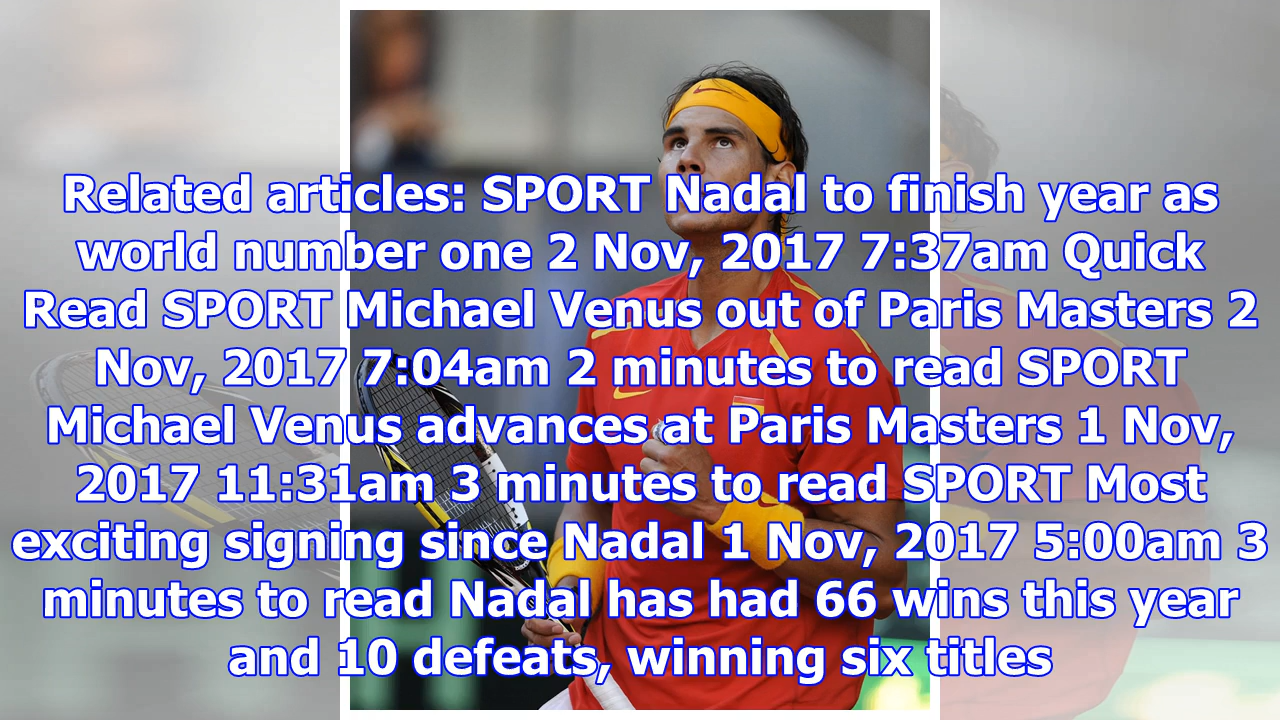 Related articles: SPORT Nadal to finish year as
world number one 2 Nov, 2017 7:37am Quick
Read SPORT Michael Venus out of Paris Masters 2
Nov, 2017 7:04am 2 minutes to read SPORT
Michael Venus advances at Paris Masters 1 Nov,
2017 11:31am 3 minutes to read SPORT Most
exciting signing since Nadal 1 Nov, 2017 5:00am 3
minutes to read Nadal has had 66 wins this year
and 10 defeats, winning six titles